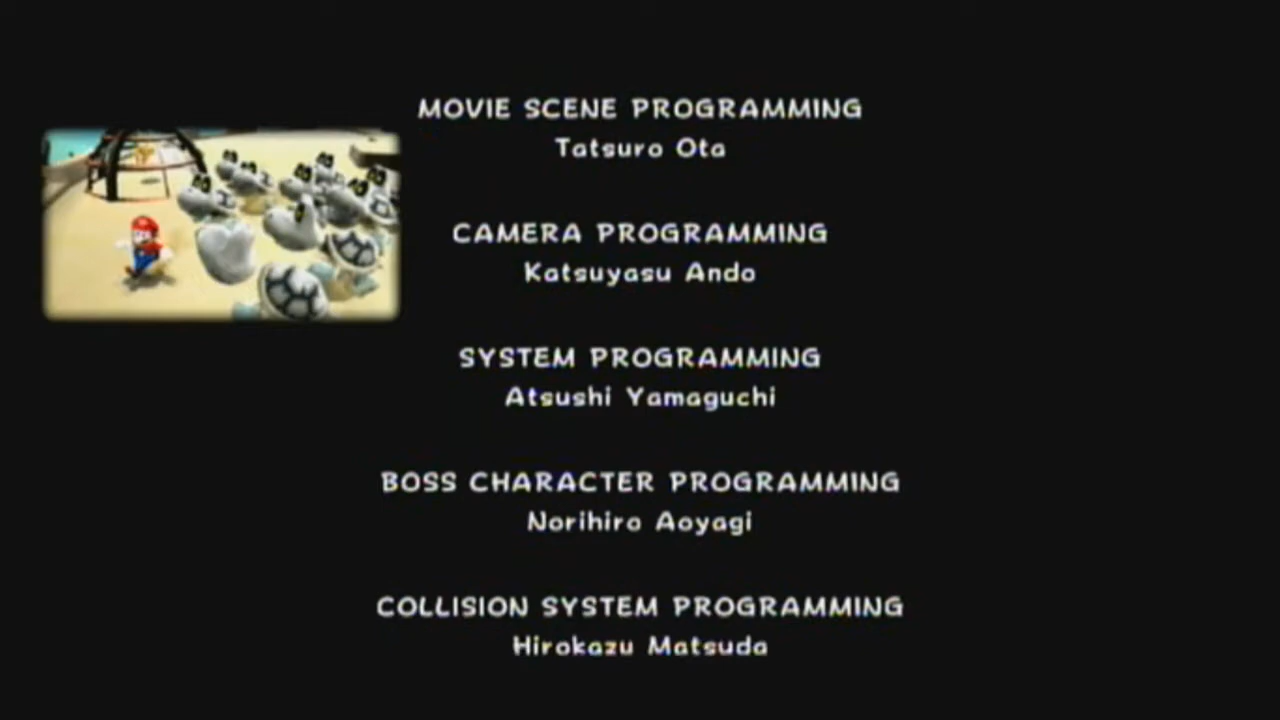 MOVIE SCENE PROGRAMMING
Tatsuro Ota
CAMERA PROGRAMMING
Katsuyasu Ando
SYSTEM PROGRAMMING
Atsushi Yamaguchi
BOSS CHARACTER PROGRAMMING
Norihiro Aoyagi
COLLISION SYSTEM PROGRAMMING
Hirokazu Matsuda